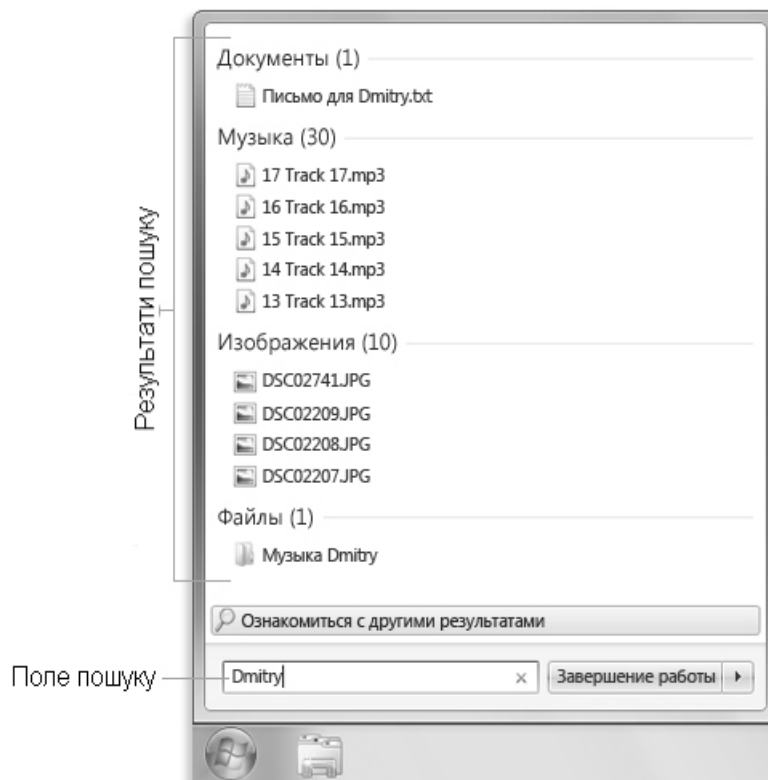 Документы (1)
Письмо для Dmitry.txt
Музыка (30)
17 Track 17.mp3
16 Track 16.mp3
15 Track 15.mp3
14 Track 14.mp3
13 Track 13.mp3
Изображения (10)
DSC02741.JPG
DSC02209.JPG
DSC02208.JPG
DSC02207.JPG
Файлы (1)
Музыка Dmitry
Результати пошуку
Ознакомиться с другими результатами
Поле пошуку
Dmitry
Завершение работы